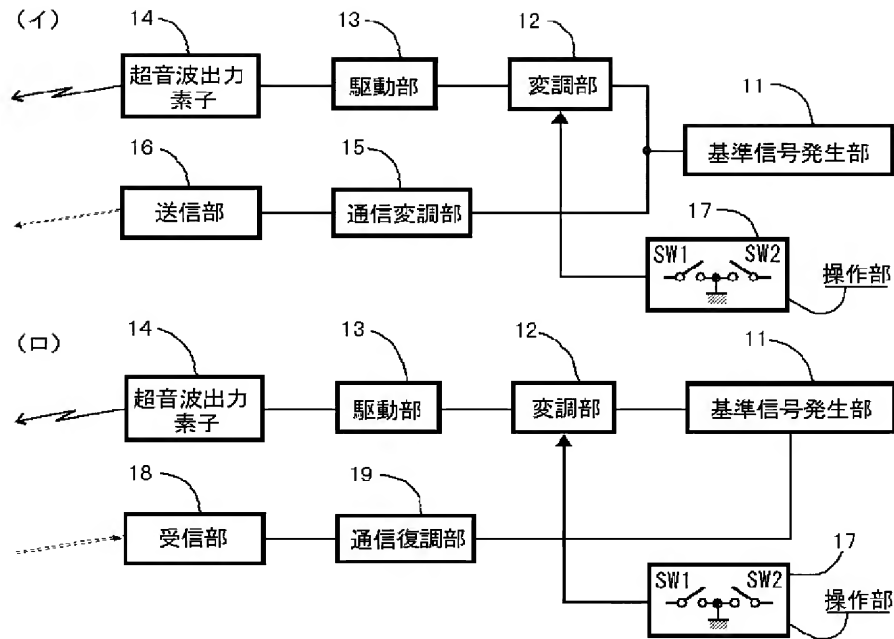 (イ)
14
13
12
11
超音波出力
素子
駆動部
変調部
基準信号発生部
16
15
17
送信部
通信変調部
SW1 SW2
操作部
(ロ)
14
13
12
11
超音波出力
素子
駆動部
変調部
基準信号発生部
18
19
17
受信部
通信復調部
SW1 SW2
操作部